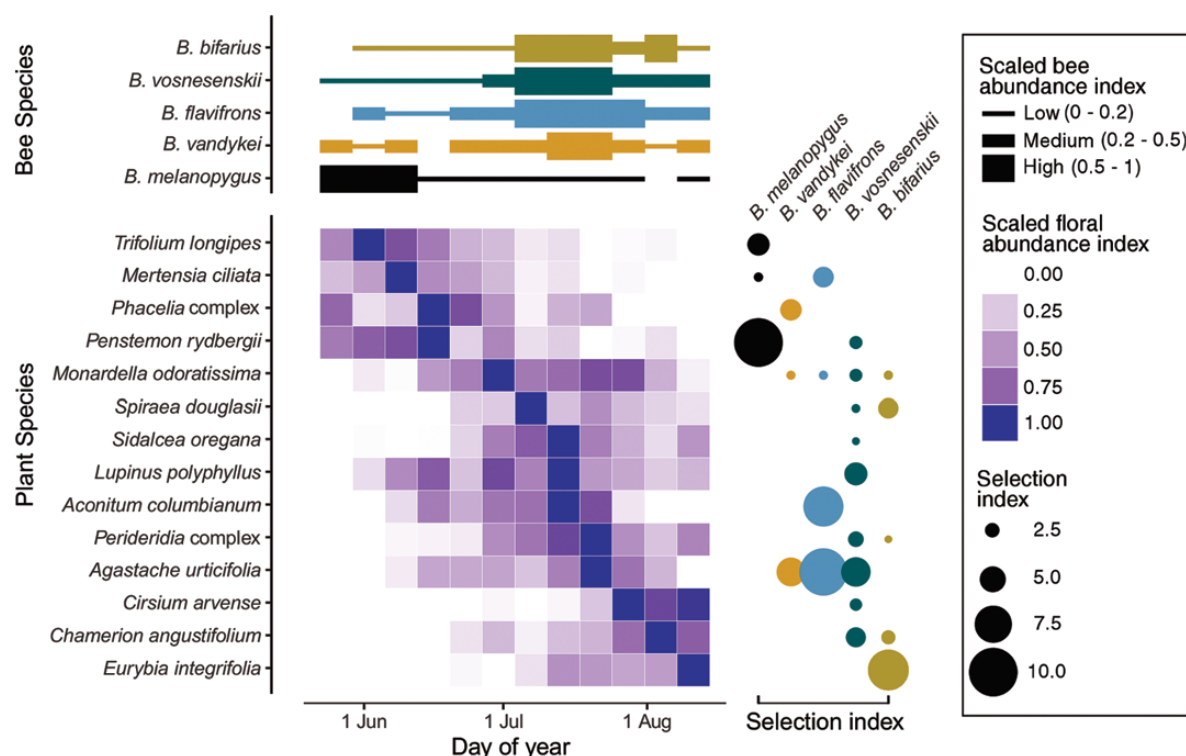 Bee Species
B. bifarius
B. vosnesenskii
B. flavifrons
B. vandykei
B. melanopygus
Plant Species
Trifolium longipes
Mertensia ciliata
Phacelia complex
Penstemon rydbergii
Monardella odoratissima
Spiraea douglasii
Sidalcea oregana
Lupinus polyphyllus
Aconitum columbianum
Perideridia complex
Agastache urticifolia
Cirsium arvense
Chamerion angustifolium
Eurybia integrifolia
1 Jun
1 Jul
1 Aug
Day of year
B. melanopygus
B. vandykei
B. flavifrons
B. vosnesenskii
B. bifarius
Selection index
Scaled bee
abundance index
Low (0 - 0.2)
Medium (0.2 - 0.5)
High (0.5 - 1)
Scaled floral
abundance index
0.00
0.25
0.50
0.75
1.00
Selection
index
2.5
5.0
7.5
10.0